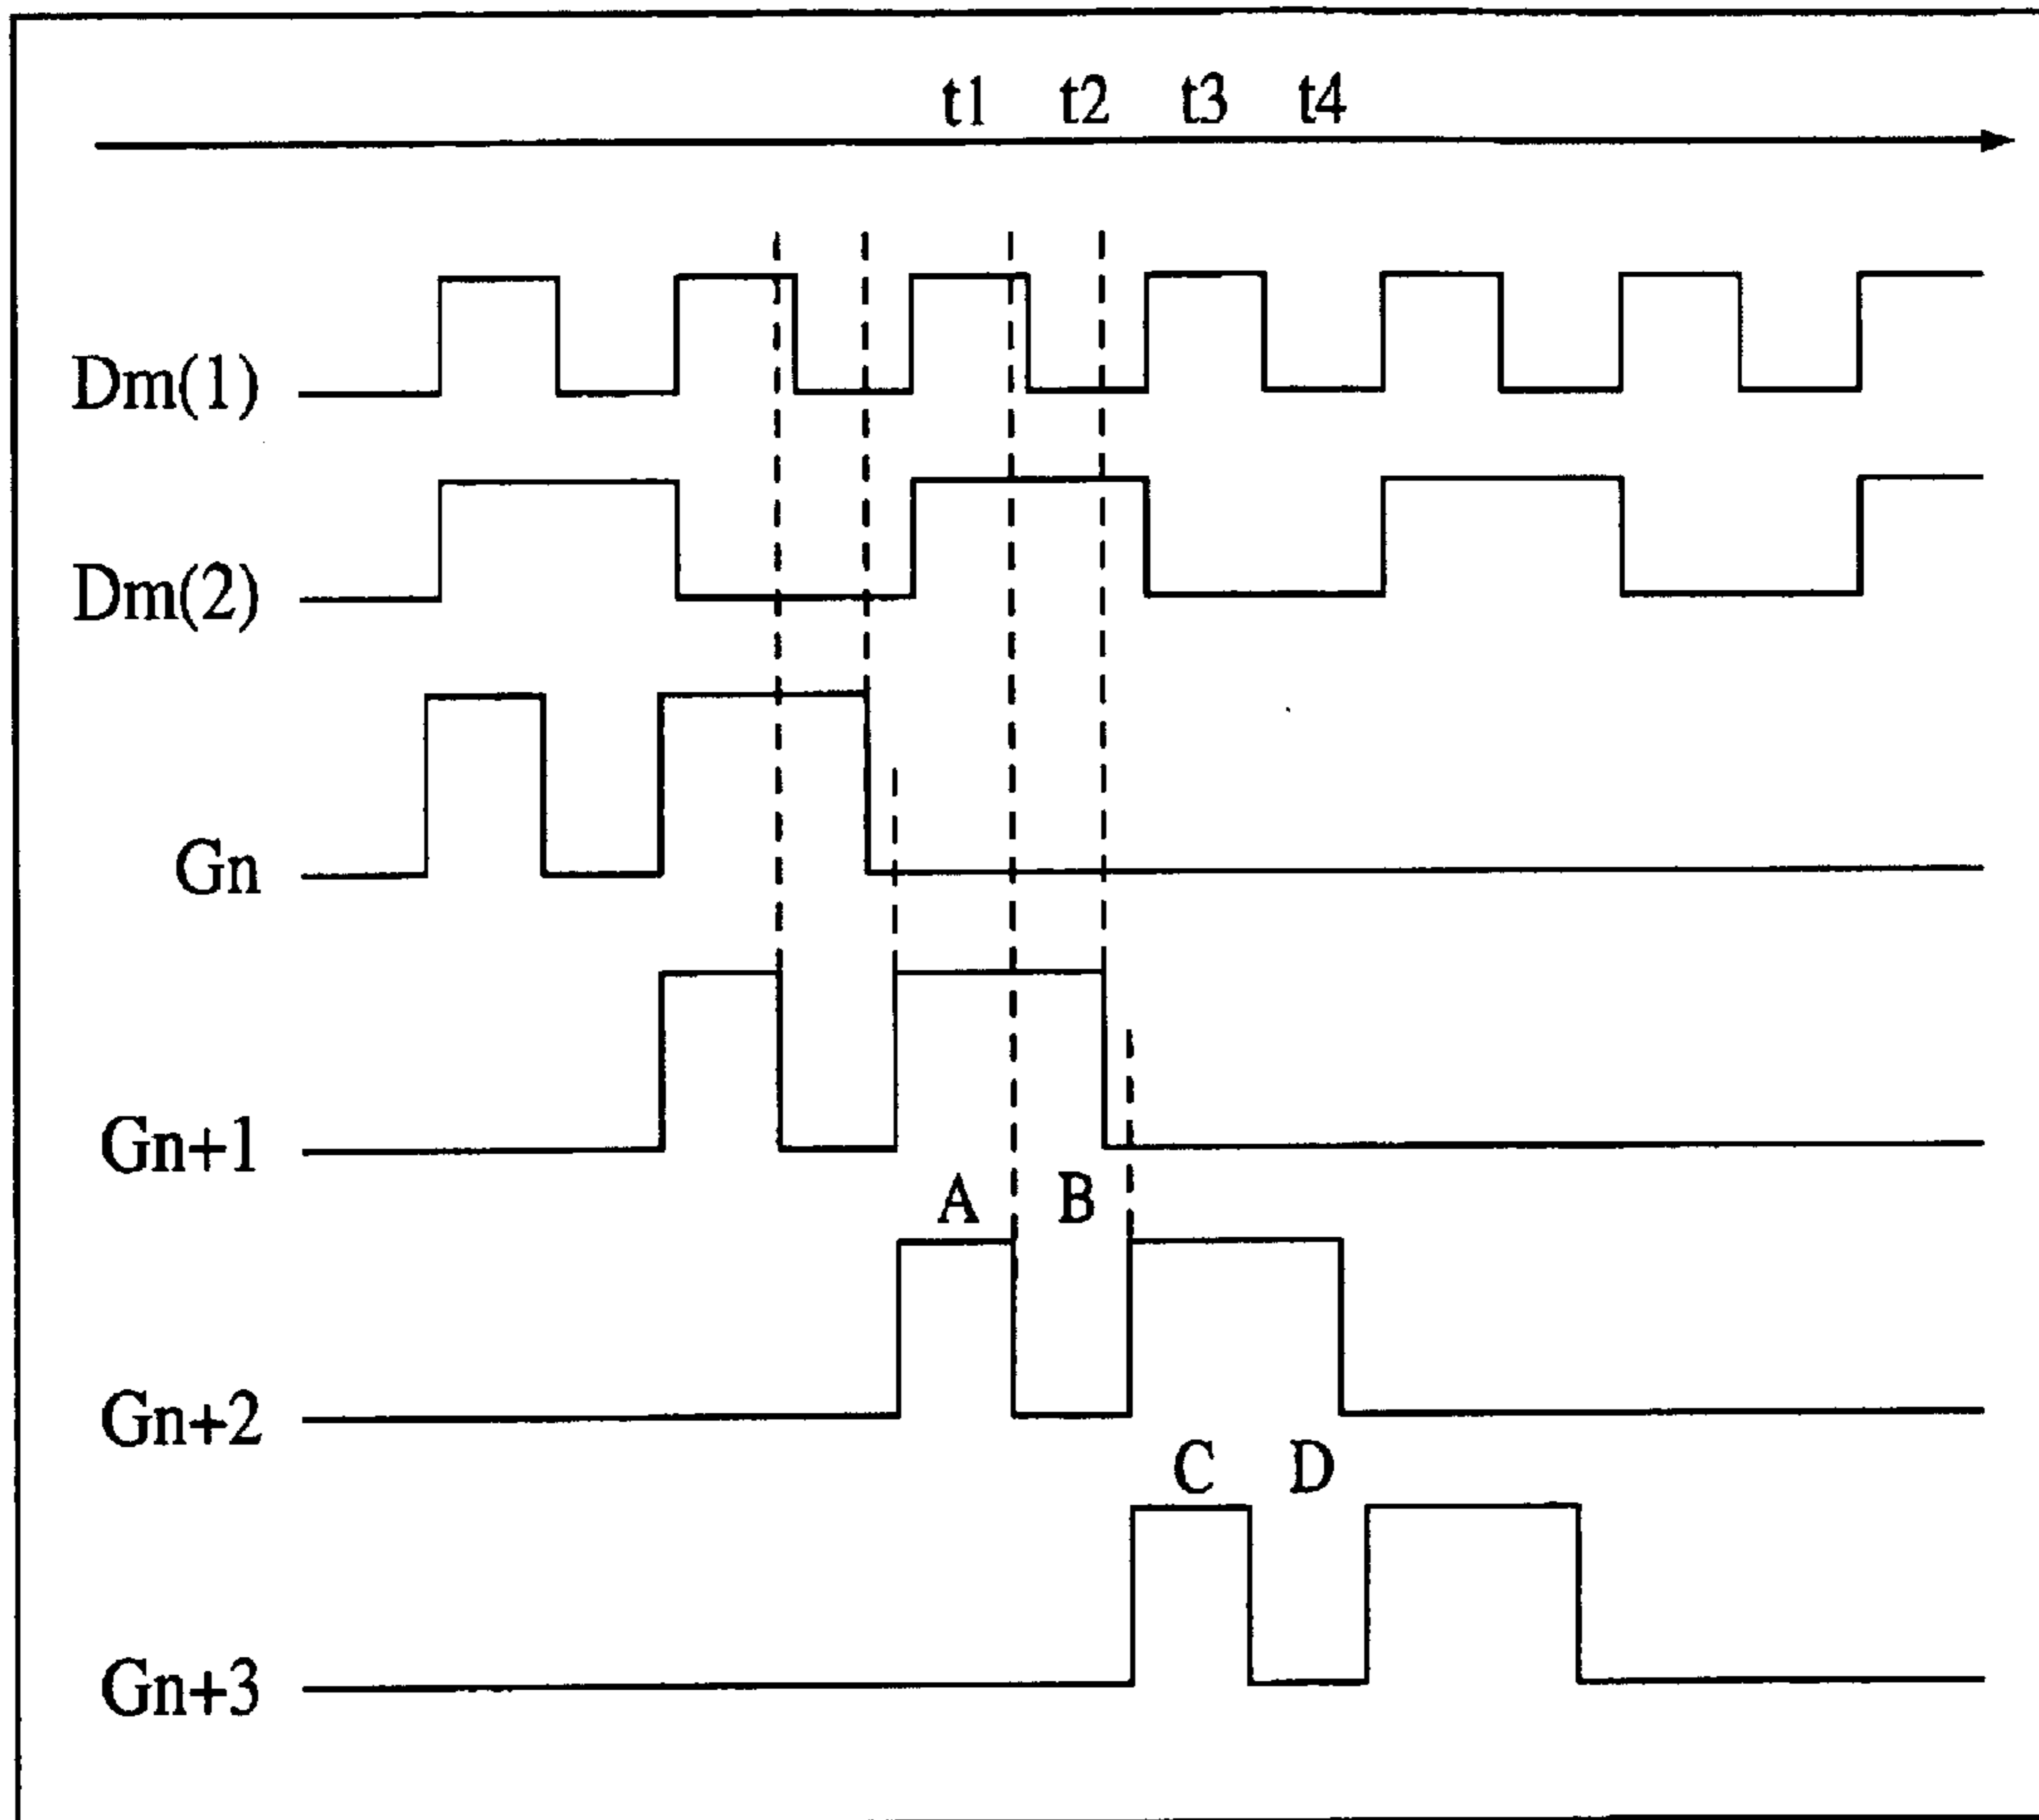 t1 t2 t3 t4
Dm(1)
Dm(2)
Gn
Gn+1
A B
Gn+2
C D
Gn+3